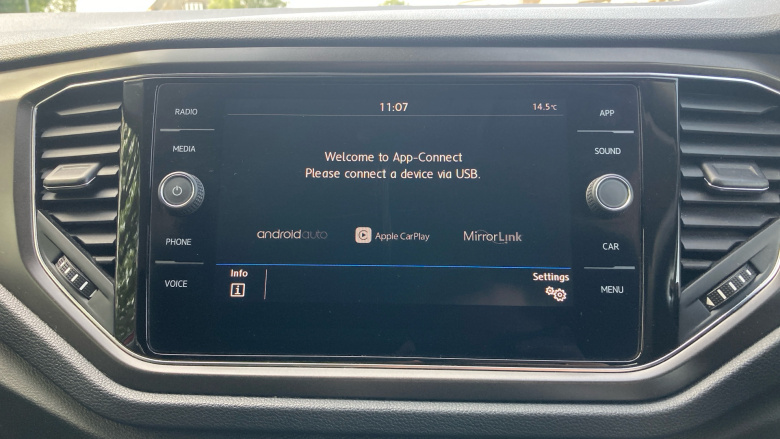 RADIO
MEDIA
PHONE
VOICE
11:07
14.5°C
Welcome to App-Connect
Please connect a device via USB.
androidauto
Apple CarPlay
MirrorLink
Info
i
Settings
APP
SOUND
CAR
MENU